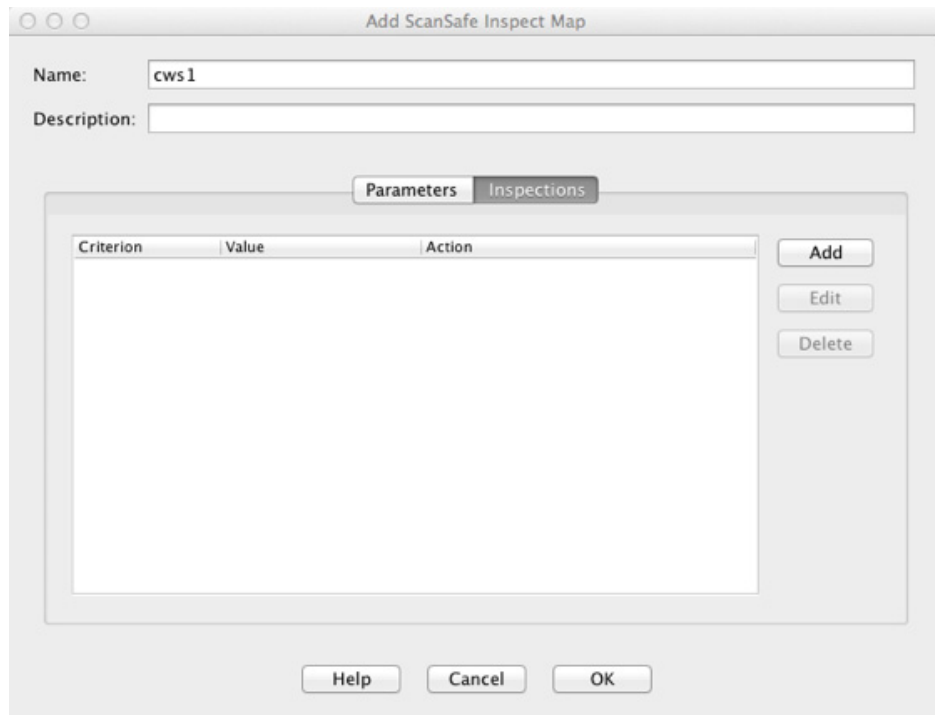 Add ScanSafe Inspect Map
Name: cws1
Description:
Parameters Inspections
Criterion Value Action
Add
Edit
Delete
Help Cancel OK